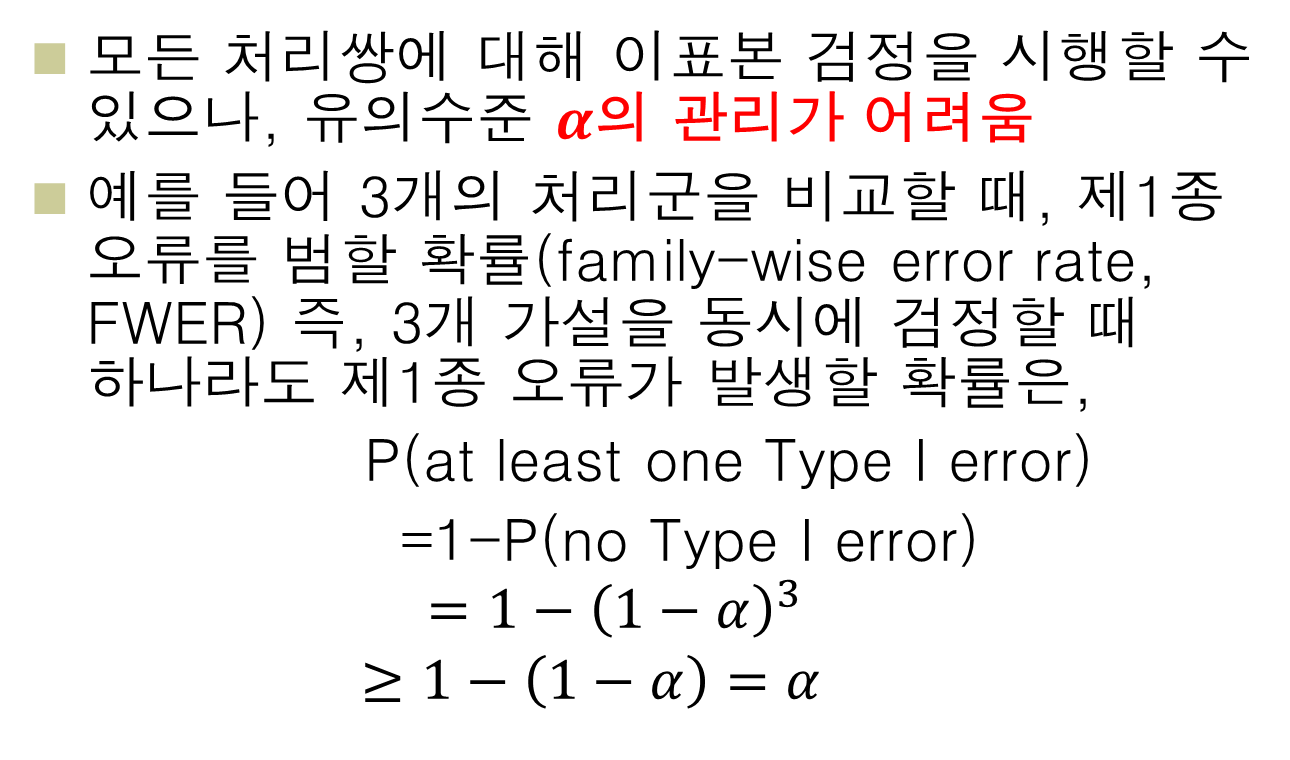 모든 처리쌍에 대해 이표본 검정을 시행할 수
있으나, 유의수준 𝜶의 관리가 어려움
예를 들어 3개의 처리군을 비교할 때, 제1종
오류를 범할 확률(family-wise error rate,
FWER) 즉, 3개 가설을 동시에 검정할 때
하나라도 제1종 오류가 발생할 확률은,
P(at least one Type I error)
=1-P(no Type I error)
= 1 − (1 − 𝛼)³
≥ 1 − (1 − 𝛼) = 𝛼